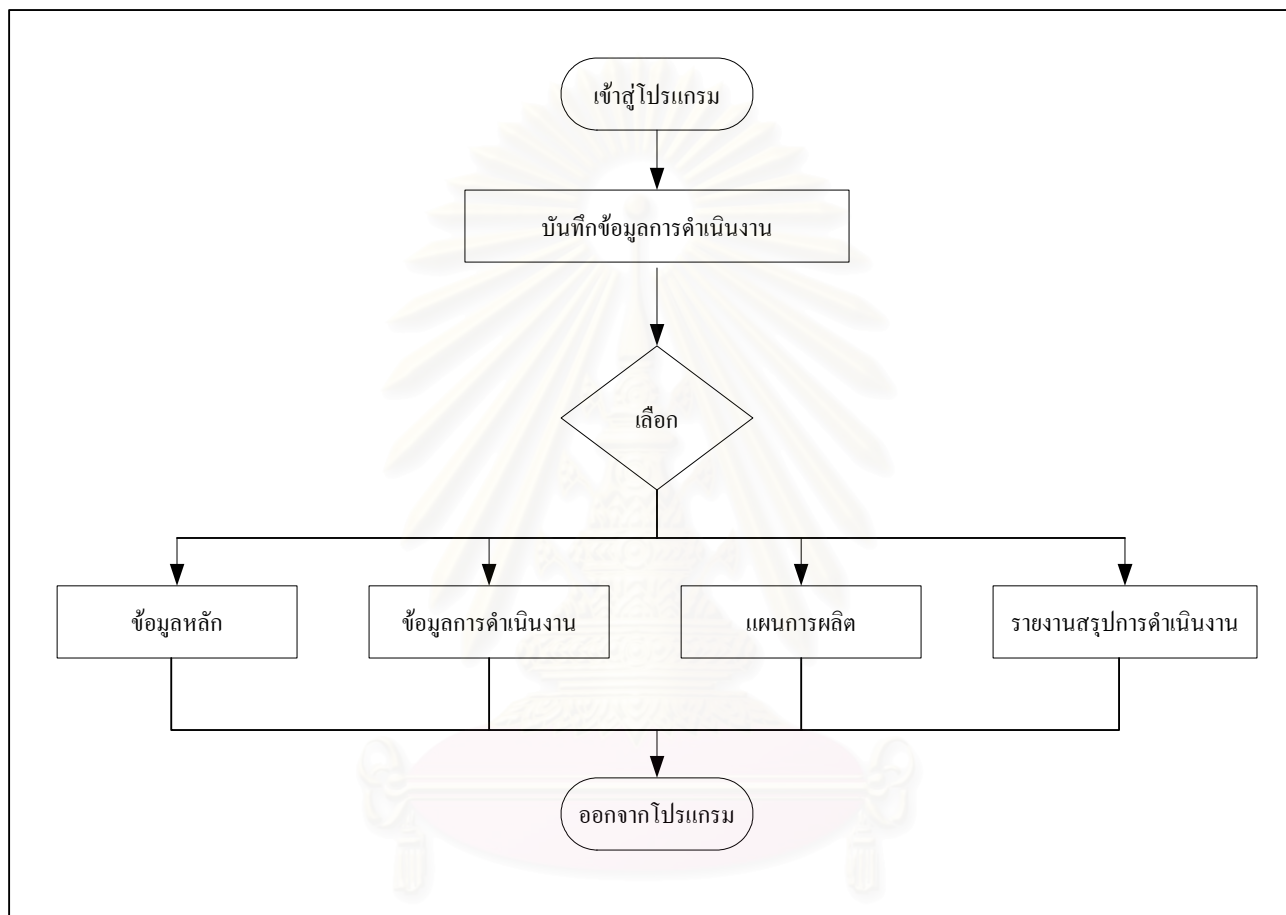 เข้าสู่โปรแกรม
บันทึกข้อมูลการดำเนินงาน
เลือก
ข้อมูลหลัก
ข้อมูลการดำเนินงาน
แผนการผลิต
รายงานสรุปการดำเนินงาน
ออกจากโปรแกรม